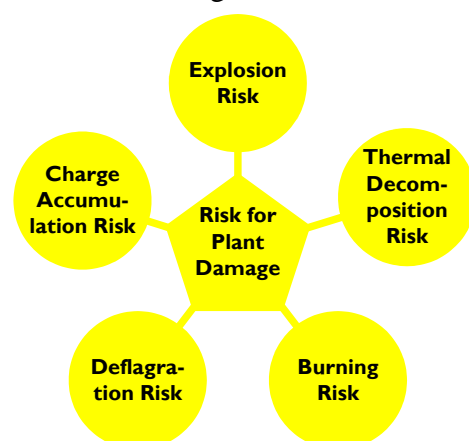 Explosion
Risk
Charge
Accumu-
lation Risk
Thermal
Decom-
position
Risk
Risk for
Plant
Damage
Deflagra-
tion Risk
Burning
Risk